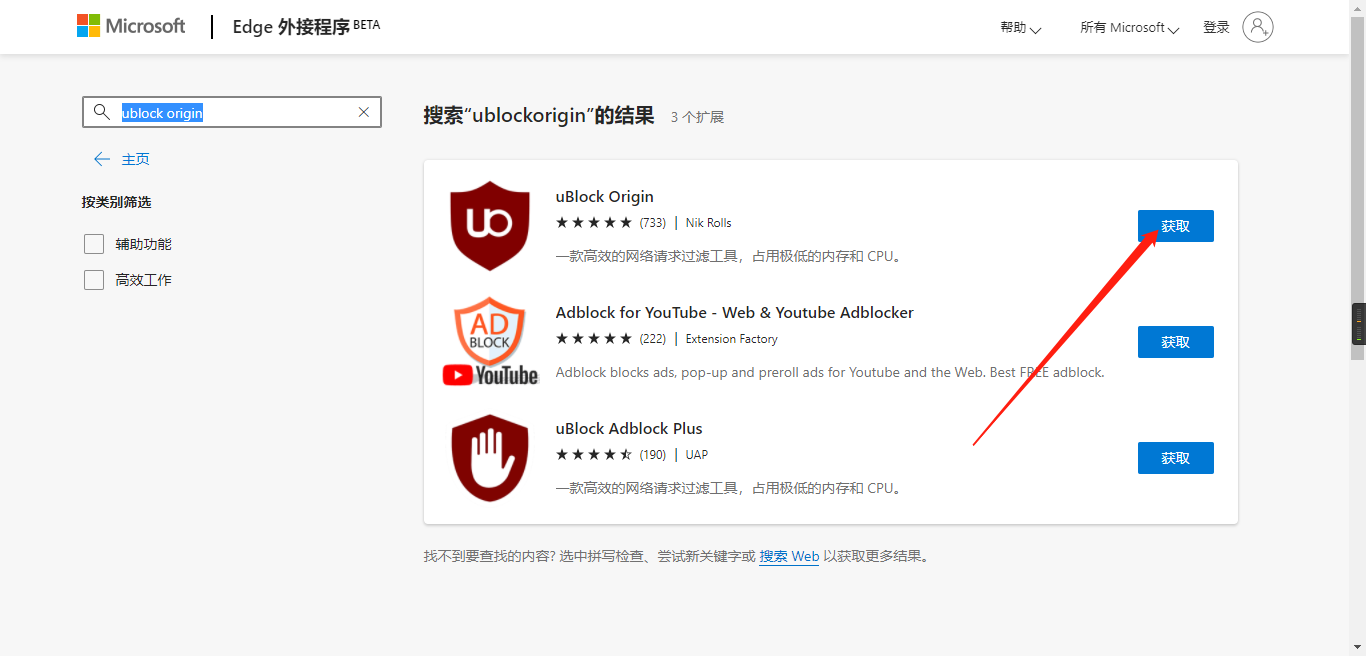 Microsoft Edge 外接程序 BETA 帮助 所有 Microsoft 登录
ublock origin
主页
按类别筛选
辅助功能
高效工作
搜索“ublockorigin”的结果 3 个扩展
uBlock Origin
(733) Nik Rolls
一款高效的网络请求过滤工具，占用极低的内存和 CPU。
获取
Adblock for YouTube - Web & Youtube Adblocker
(222) Extension Factory
Adblock blocks ads, pop-up and preroll ads for Youtube and the Web. Best FREE adblock.
获取
AD
BLOCK
YouTube
uBlock Adblock Plus
(190) UAP
一款高效的网络请求过滤工具，占用极低的内存和 CPU。
获取
找不到要查找的内容? 选中拼写检查、尝试新关键字或 搜索 Web 以获取更多结果。